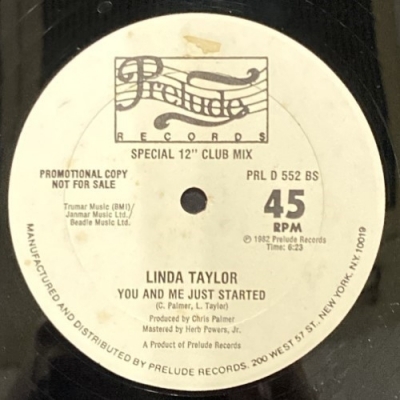 Prelude
RECORDS
SPECIAL 12" CLUB MIX
PROMOTIONAL COPY
NOT FOR SALE
PRL D 552 BS
Trumar Music (BMI)/
Janmar Music Ltd./
Beadle Music Ltd.
45
RPM
℗ 1982 Prelude Records
Time: 6:23
LINDA TAYLOR
YOU AND ME JUST STARTED
(C. Palmer, L. Taylor)
Produced by Chris Palmer
Mastered by Herb Powers, Jr.
A Product of Prelude Records
MANUFACTURED AND DISTRIBUTED BY PRELUDE RECORDS, 200 WEST 57 ST., NEW YORK, N.Y. 10019